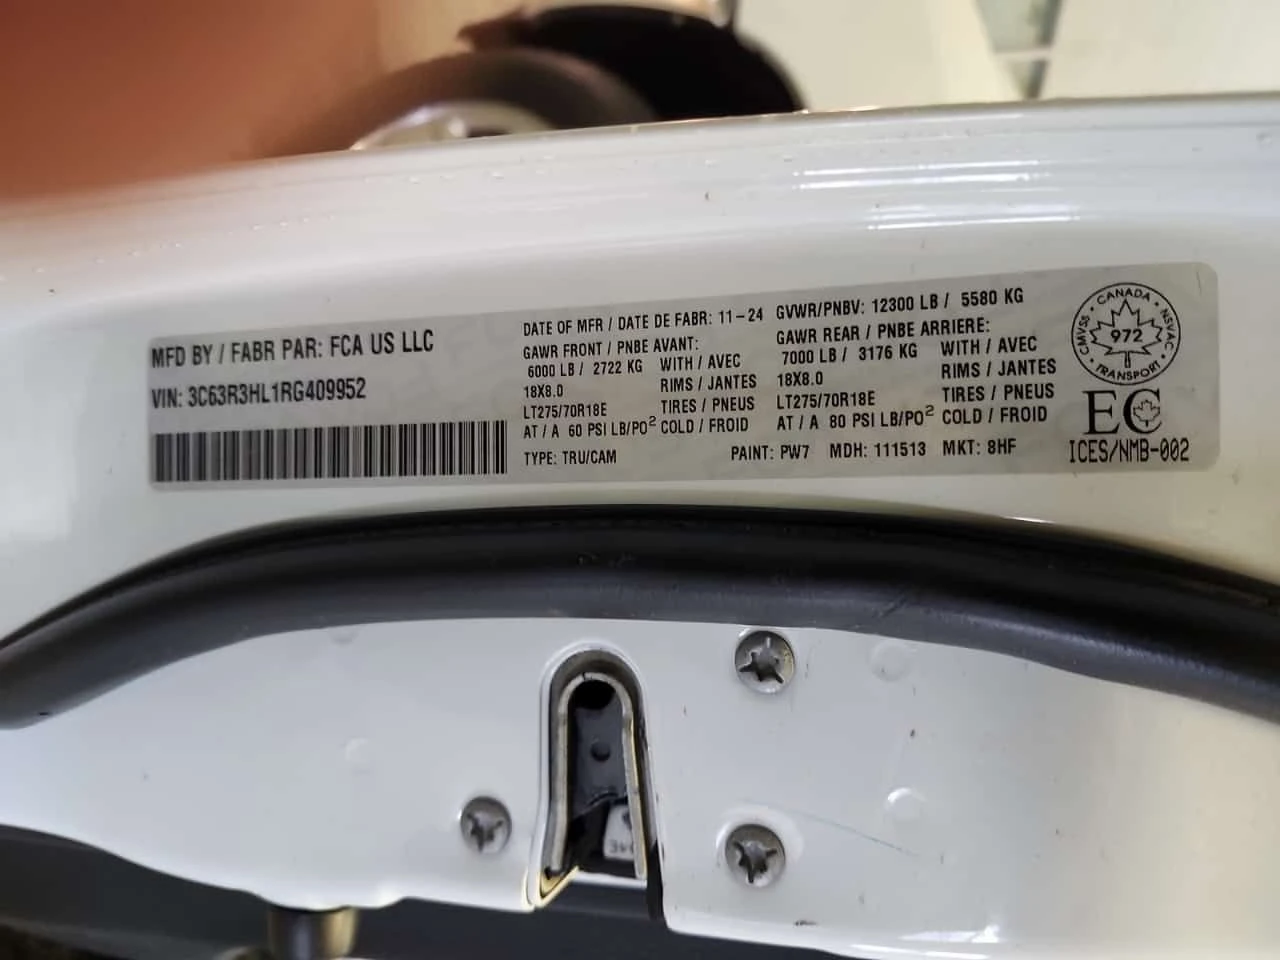 MFD BY / FABR PAR: FCA US LLC
VIN: 3C63R3HL1RG409952
DATE OF MFR / DATE DE FABR: 11-24
GAWR FRONT / PNBE AVANT:
6000 LB / 2722 KG WITH / AVEC
18X8.0 RIMS / JANTES
LT275/70R18E TIRES / PNEUS
AT / A 60 PSI LB/PO² COLD / FROID
TYPE: TRU/CAM
GVWR/PNBV: 12300 LB / 5580 KG
GAWR REAR / PNBE ARRIERE:
7000 LB / 3176 KG WITH / AVEC
18X8.0 RIMS / JANTES
LT275/70R18E TIRES / PNEUS
AT / A 80 PSI LB/PO² COLD / FROID
PAINT: PW7 MDH: 111513 MKT: 8HF
CANADA
CMVSS NSVAC
972
TRANSPORT
EC
ICES/NMB-002